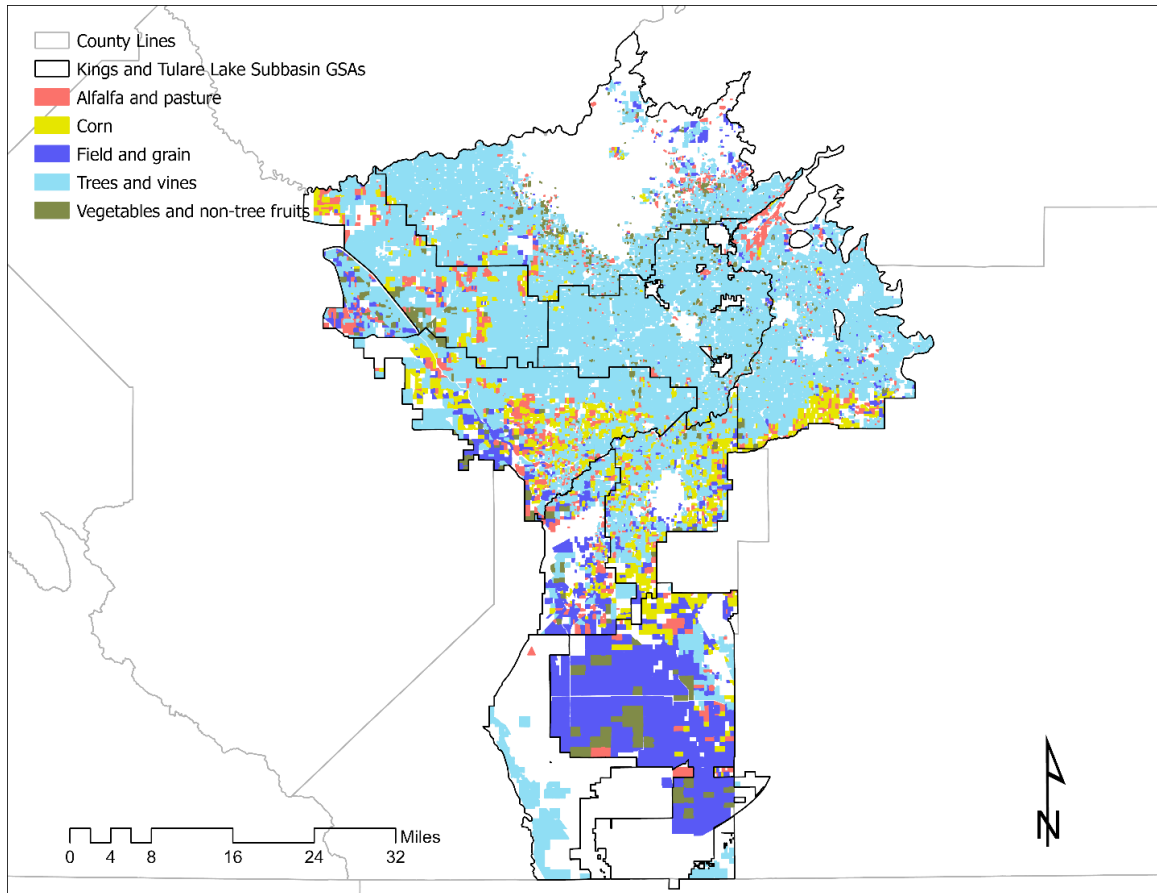 County Lines
Kings and Tulare Lake Subbasin GSAs
Alfalfa and pasture
Corn
Field and grain
Trees and vines
Vegetables and non-tree fruits
Miles
0 4 8 16 24 32
N